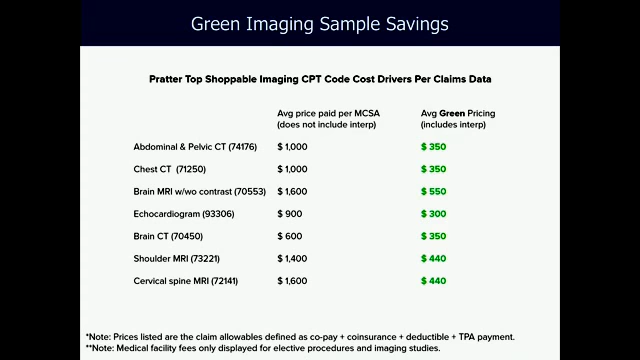 Green Imaging Sample Savings
Pratter Top Shoppable Imaging CPT Code Cost Drivers Per Claims Data
Avg price paid per MCSA Avg Green Pricing
(does not include interp) (includes interp)
Abdominal & Pelvic CT (74176) $ 1,000 $ 350
Chest CT (71250) $ 1,000 $ 350
Brain MRI w/wo contrast (70553) $ 1,600 $ 550
Echocardiogram (93306) $ 900 $ 300
Brain CT (70450) $ 600 $ 350
Shoulder MRI (73221) $ 1,400 $ 440
Cervical spine MRI (72141) $ 1,600 $ 440
*Note: Prices listed are the claim allowables defined as co-pay + coinsurance + deductible + TPA payment.
**Note: Medical facility fees only displayed for elective procedures and imaging studies.